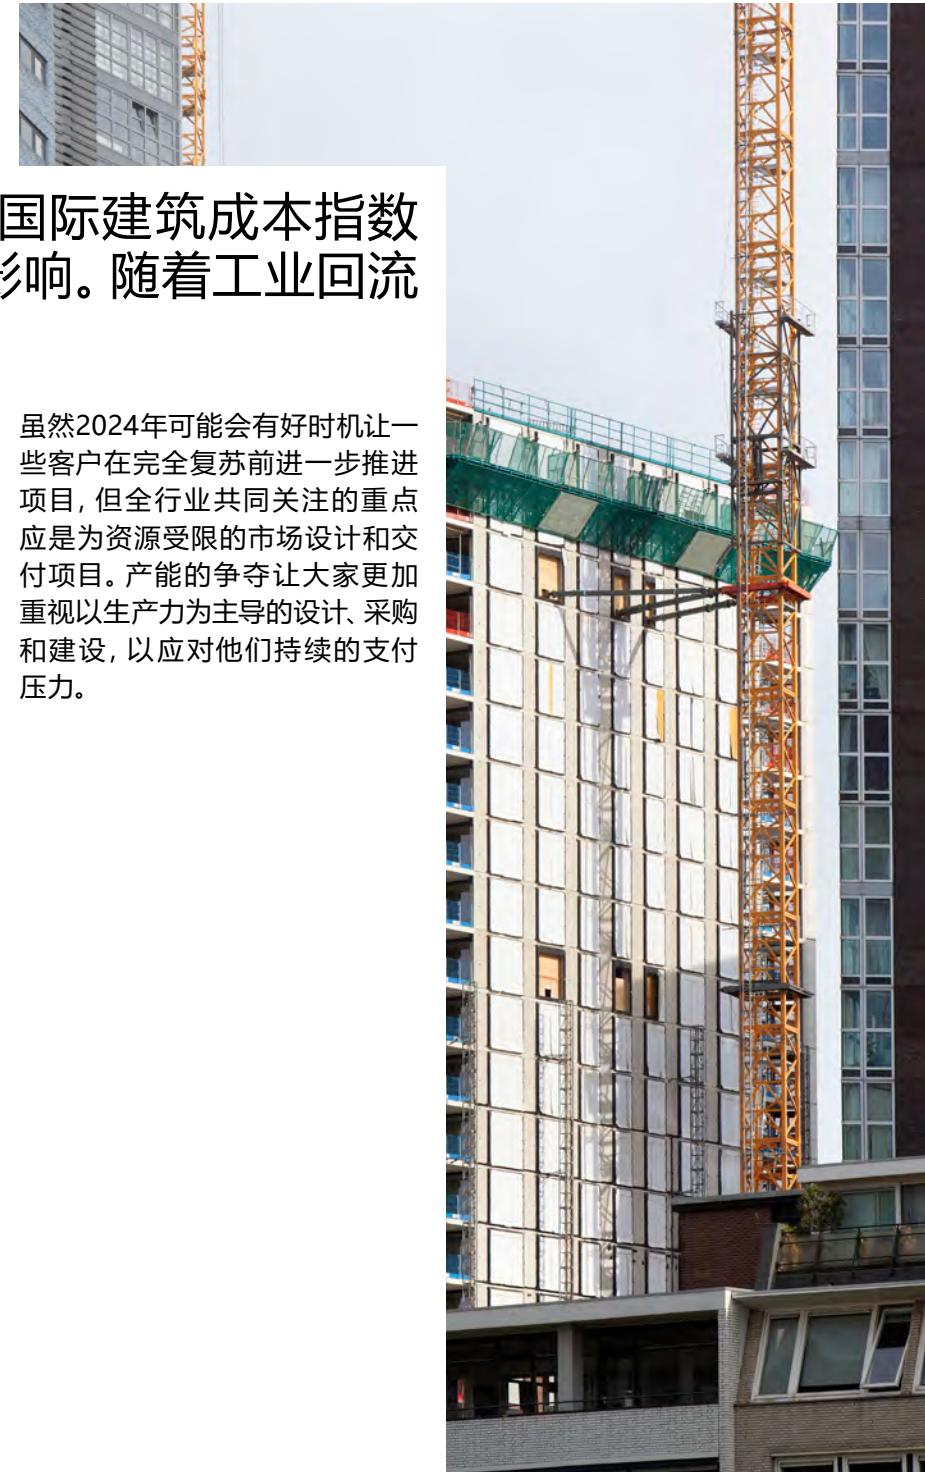 国际建筑成本指数
影响。随着工业回流
虽然2024年可能会有好时机让一
些客户在完全复苏前进一步推进
项目, 但全行业共同关注的重点
应是为资源受限的市场设计和交
付项目。产能的争夺让大家更加
重视以生产力为主导的设计、采购
和建设, 以应对他们持续的支付
压力。